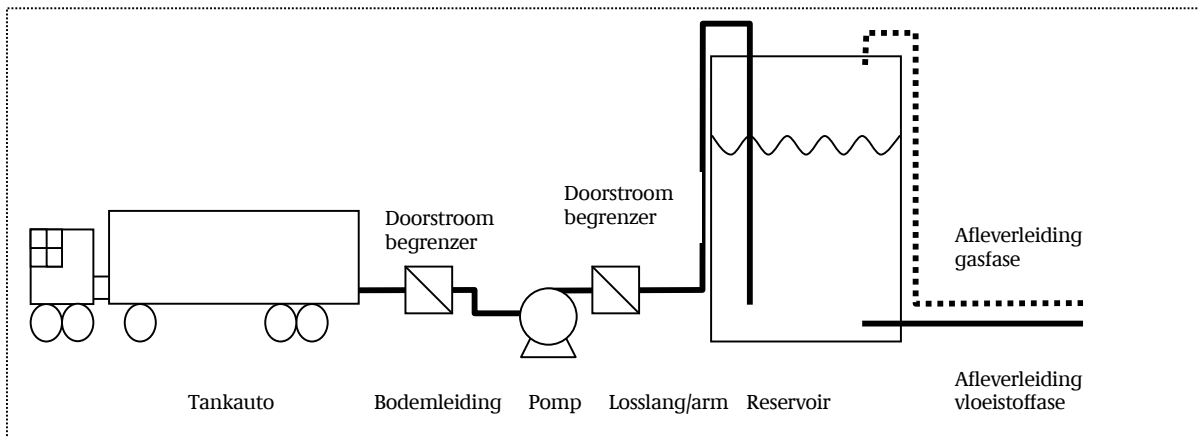 Doorstroom
begrenzer
Doorstroom
begrenzer
Afleverleiding
gasfase
Tankauto
Bodemleiding
Pomp
Losslang/arm
Reservoir
Afleverleiding
vloeistoffase